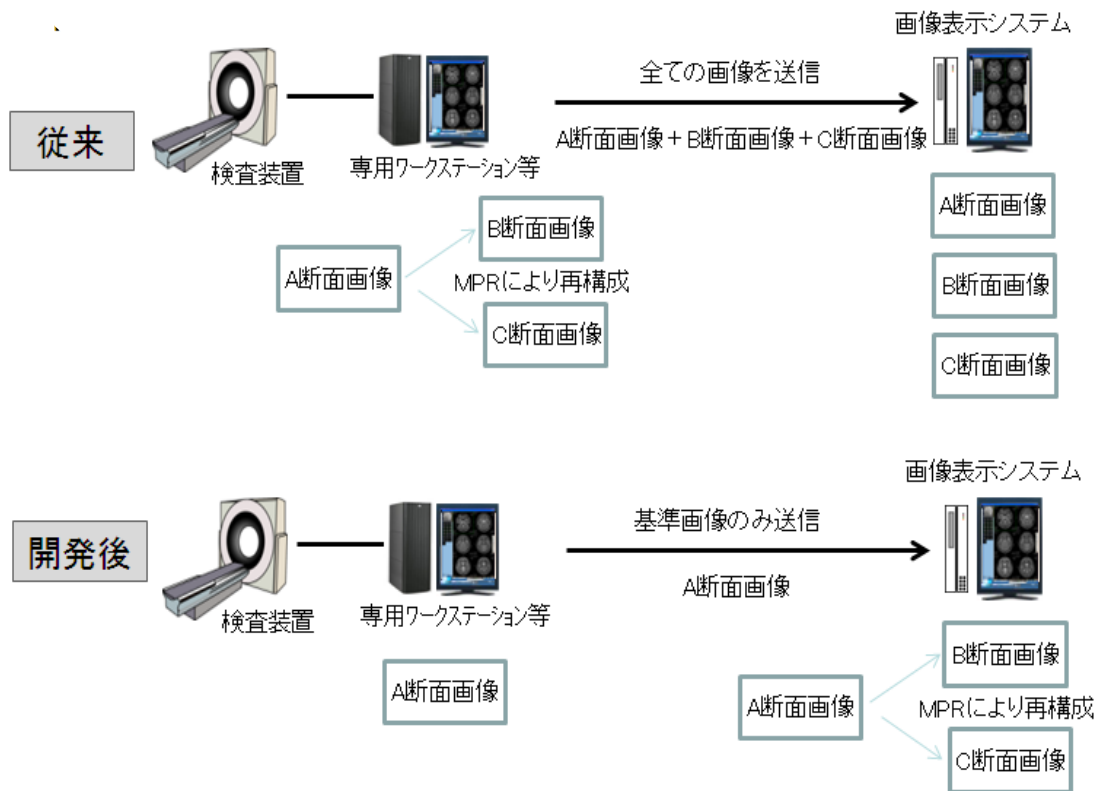 、
画像表示システム
全ての画像を送信
従来
A断面画像+B断面画像+C断面画像
検査装置
専用ワークステーション等
A断面画像
B断面画像
A断面画像
MPRにより再構成
B断面画像
C断面画像
C断面画像
画像表示システム
基準画像のみ送信
開発後
A断面画像
検査装置
専用ワークステーション等
B断面画像
A断面画像
A断面画像
MPRにより再構成
C断面画像